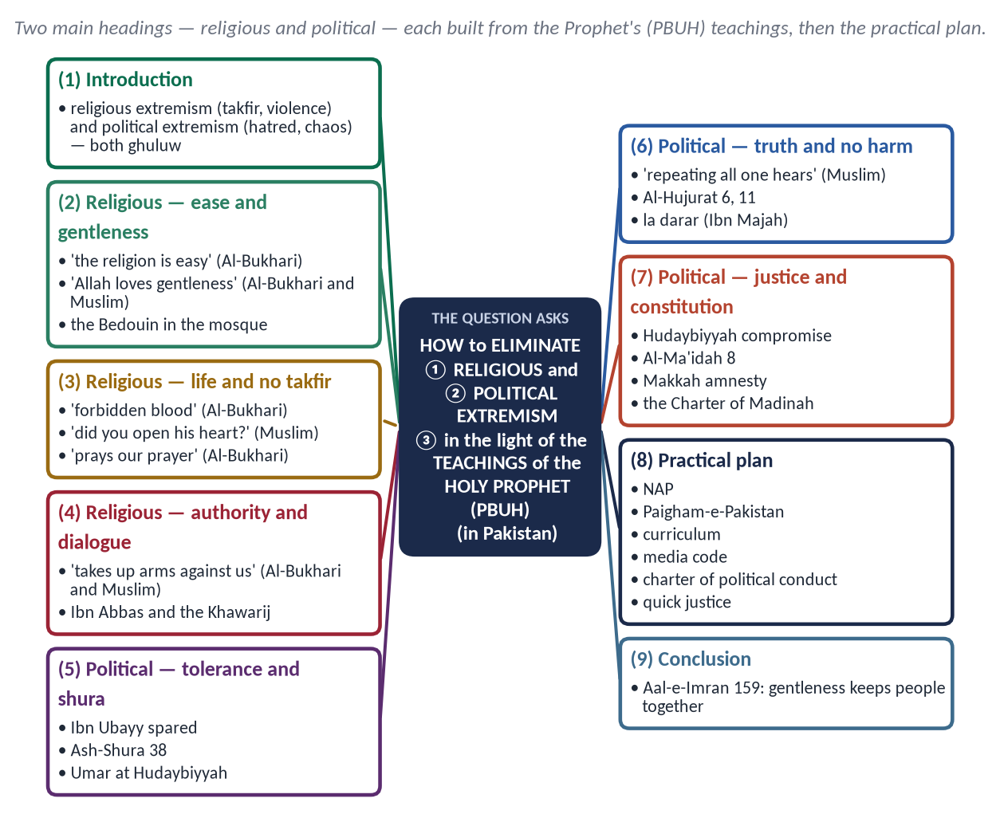 Two main headings — religious and political — each built from the Prophet's (PBUH) teachings, then the practical plan.
(1) Introduction
• religious extremism (takfir, violence)
and political extremism (hatred, chaos)
— both ghuluw
(2) Religious — ease and
gentleness
• 'the religion is easy' (Al-Bukhari)
• 'Allah loves gentleness' (Al-Bukhari and
Muslim)
• the Bedouin in the mosque
(3) Religious — life and no takfir
• 'forbidden blood' (Al-Bukhari)
• 'did you open his heart?' (Muslim)
• 'prays our prayer' (Al-Bukhari)
(4) Religious — authority and
dialogue
• 'takes up arms against us' (Al-Bukhari
and Muslim)
• Ibn Abbas and the Khawarij
(5) Political — tolerance and
shura
• Ibn Ubayy spared
• Ash-Shura 38
• Umar at Hudaybiyyah
THE QUESTION ASKS
HOW to ELIMINATE
① RELIGIOUS and
② POLITICAL
EXTREMISM
③ in the light of the
TEACHINGS of the
HOLY PROPHET
(PBUH)
(in Pakistan)
(6) Political — truth and no harm
• 'repeating all one hears' (Muslim)
• Al-Hujurat 6, 11
• la darar (Ibn Majah)
(7) Political — justice and
constitution
• Hudaybiyyah compromise
• Al-Ma'idah 8
• Makkah amnesty
• the Charter of Madinah
(8) Practical plan
• NAP
• Paigham-e-Pakistan
• curriculum
• media code
• charter of political conduct
• quick justice
(9) Conclusion
• Aal-e-Imran 159: gentleness keeps people
together